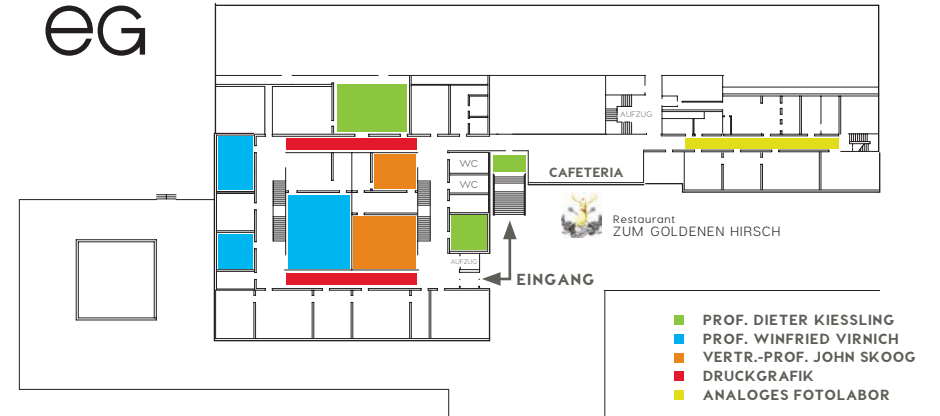 eG
AUFZUG
WC
WC
CAFETERIA
Restaurant
ZUM GOLDENEN HIRSCH
AUFZUG
EINGANG
PROF. DIETER KIESSLING
PROF. WINFRIED VIRNICH
VERTR.-PROF. JOHN SKOOG
DRUCKGRAFIK
ANALOGES FOTOLABOR